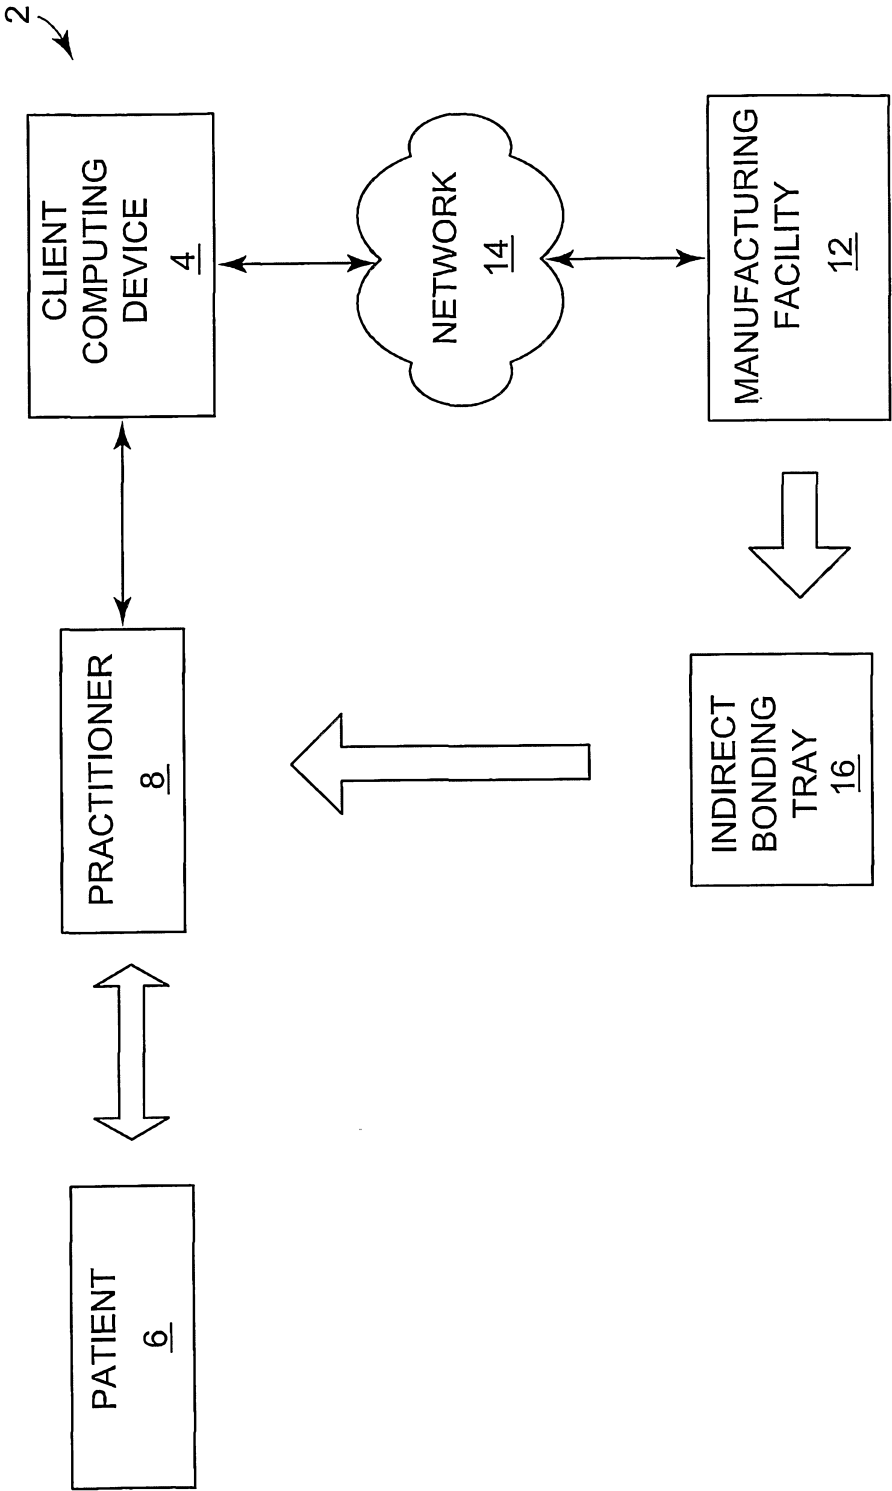 2
CLIENT
COMPUTING
DEVICE
4
NETWORK
14
MANUFACTURING
FACILITY
12
PRACTITIONER
8
INDIRECT
BONDING
TRAY
16
PATIENT
6